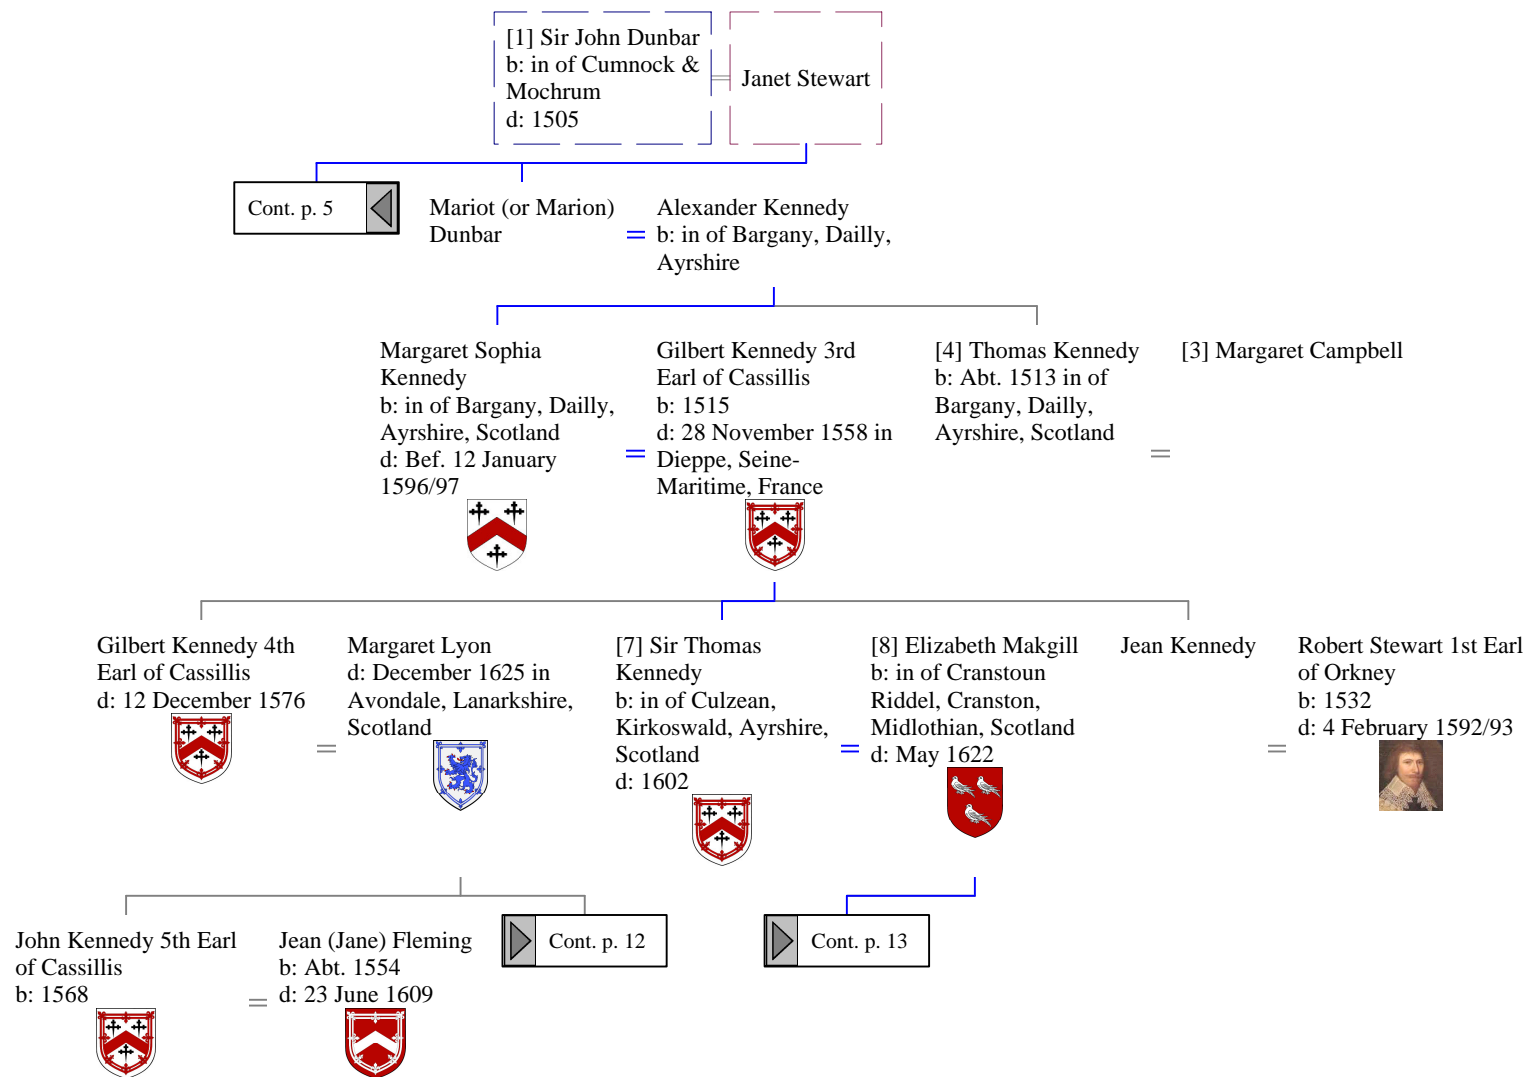 [1] Sir John Dunbar
b: in of Cumnock &
Mochrum
d: 1505
Janet Stewart
Cont. p. 5
Mariot (or Marion)
Dunbar
=
Alexander Kennedy
b: in of Bargany, Dailly,
Ayrshire
Margaret Sophia
Kennedy
b: in of Bargany, Dailly,
Ayrshire, Scotland
d: Bef. 12 January
1596/97
=
Gilbert Kennedy 3rd
Earl of Cassillis
b: 1515
d: 28 November 1558 in
Dieppe, Seine-
Maritime, France
[4] Thomas Kennedy
b: Abt. 1513 in of
Bargany, Dailly,
Ayrshire, Scotland
=
[3] Margaret Campbell
Gilbert Kennedy 4th
Earl of Cassillis
d: 12 December 1576
=
Margaret Lyon
d: December 1625 in
Avondale, Lanarkshire,
Scotland
[7] Sir Thomas
Kennedy
b: in of Culzean,
Kirkoswald, Ayrshire,
Scotland
d: 1602
=
[8] Elizabeth Makgill
b: in of Cranstoun
Riddel, Cranston,
Midlothian, Scotland
d: May 1622
Jean Kennedy
=
Robert Stewart 1st Earl
of Orkney
b: 1532
d: 4 February 1592/93
John Kennedy 5th Earl
of Cassillis
b: 1568
=
Jean (Jane) Fleming
b: Abt. 1554
d: 23 June 1609
Cont. p. 12
Cont. p. 13